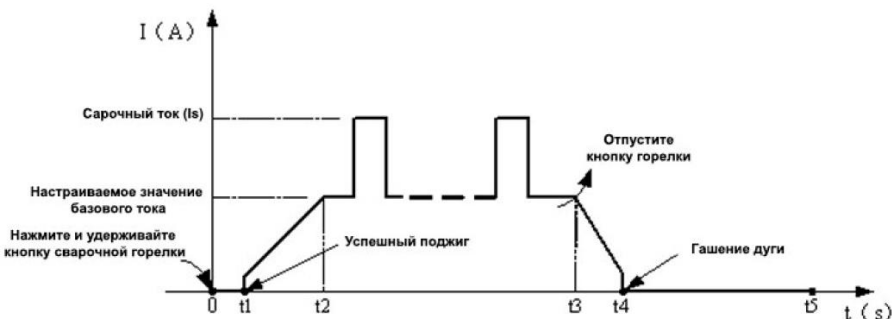 I (A)
Сарочный ток (Is)
Отпустите
кнопку горелки
Настраиваемое значение
базового тока
Нажмите и удерживайте
кнопку сварочной горелки
Успешный поджиг
Гашение дуги
0 t1 t2 t3 t4 t5 t (s)